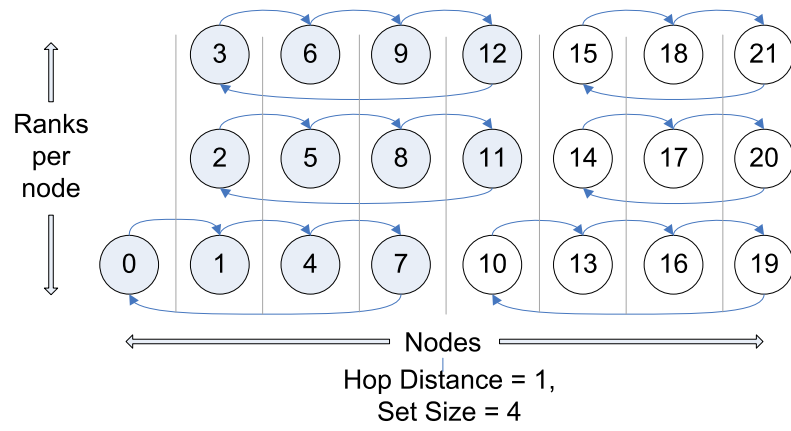 3 6 9 12 15 18 21
Ranks
per
node
2 5 8 11 14 17 20
0 1 4 7 10 13 16 19
Nodes
Hop Distance = 1,
Set Size = 4